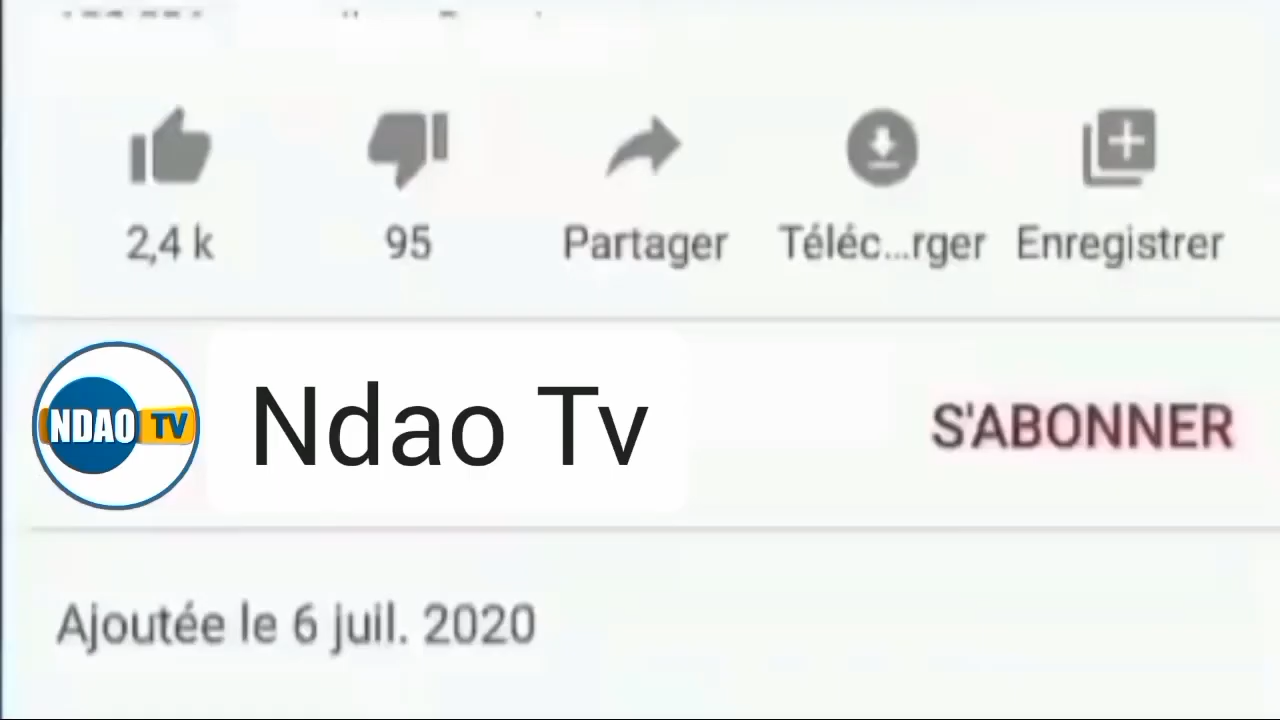 2,4 k
95
Partager
Téléc...rger
Enregistrer
NDAO TV
Ndao Tv
S'ABONNER
Ajoutée le 6 juil. 2020